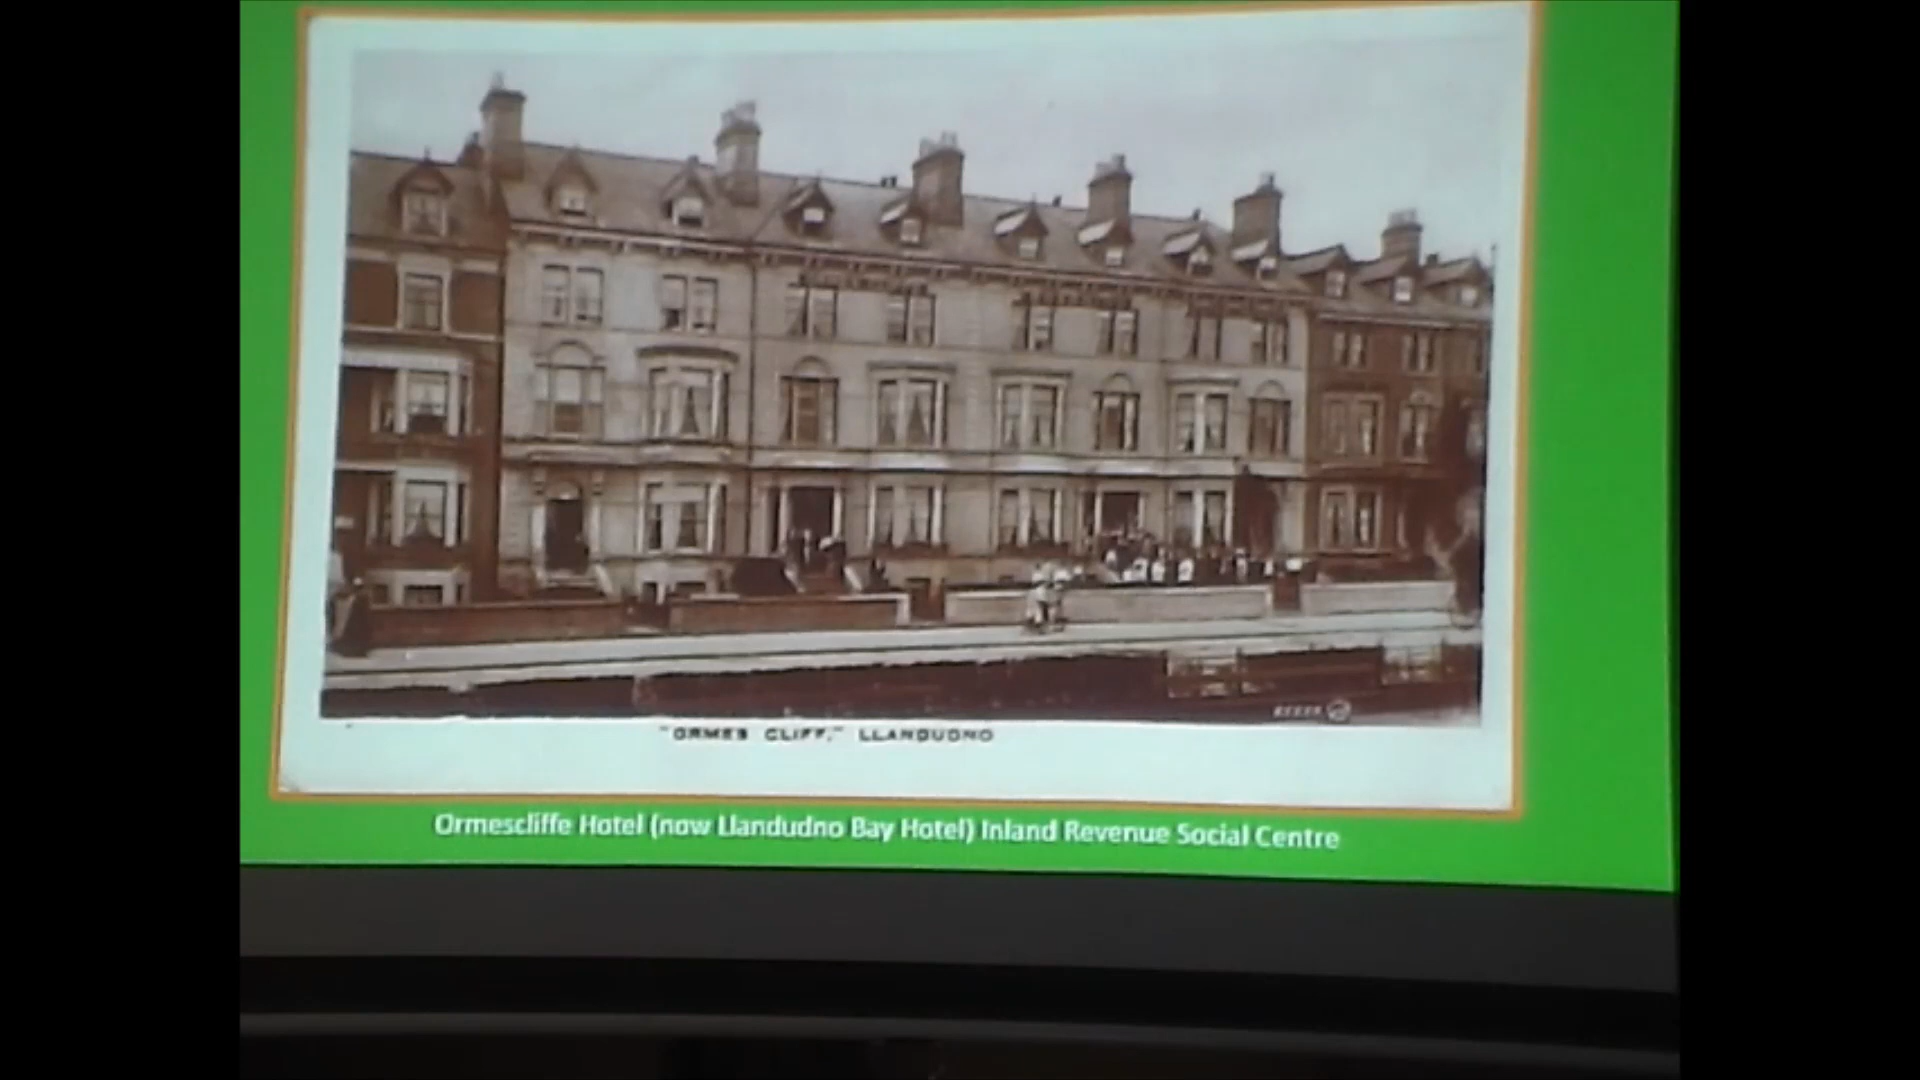 "ORMES CLIFF," LLANDUDNO
Ormescliffe Hotel (now Llandudno Bay Hotel) Inland Revenue Social Centre